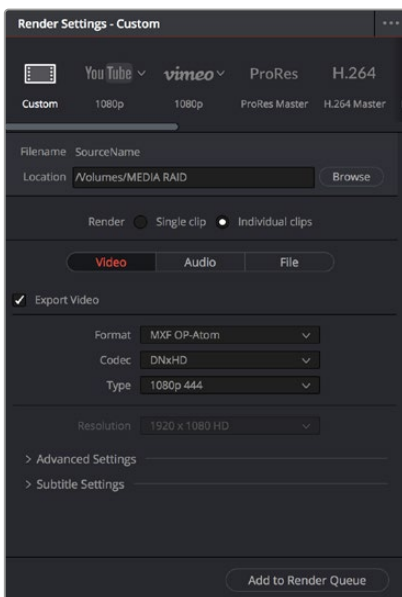 Render Settings - Custom
YouTube vimeo ProRes H.264
Custom 1080p 1080p ProRes Master H.264 Master
Filename SourceName
Location /Volumes/MEDIA RAID Browse
Render Single clip Individual clips
Video Audio File
Export Video
Format MXF OP-Atom
Codec DNxHD
Type 1080p 444
Resolution 1920 x 1080 HD
Advanced Settings
Subtitle Settings
Add to Render Queue